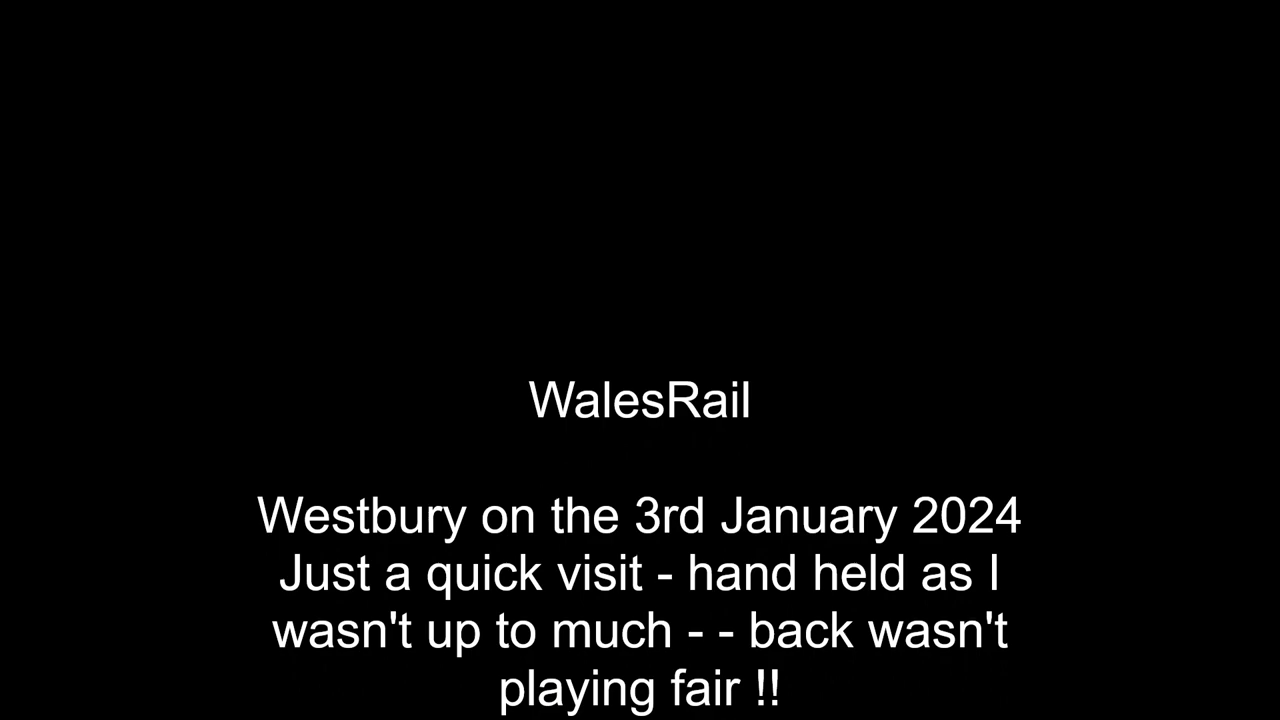 WalesRail
Westbury on the 3rd January 2024
Just a quick visit - hand held as I
wasn't up to much - - back wasn't
playing fair !!